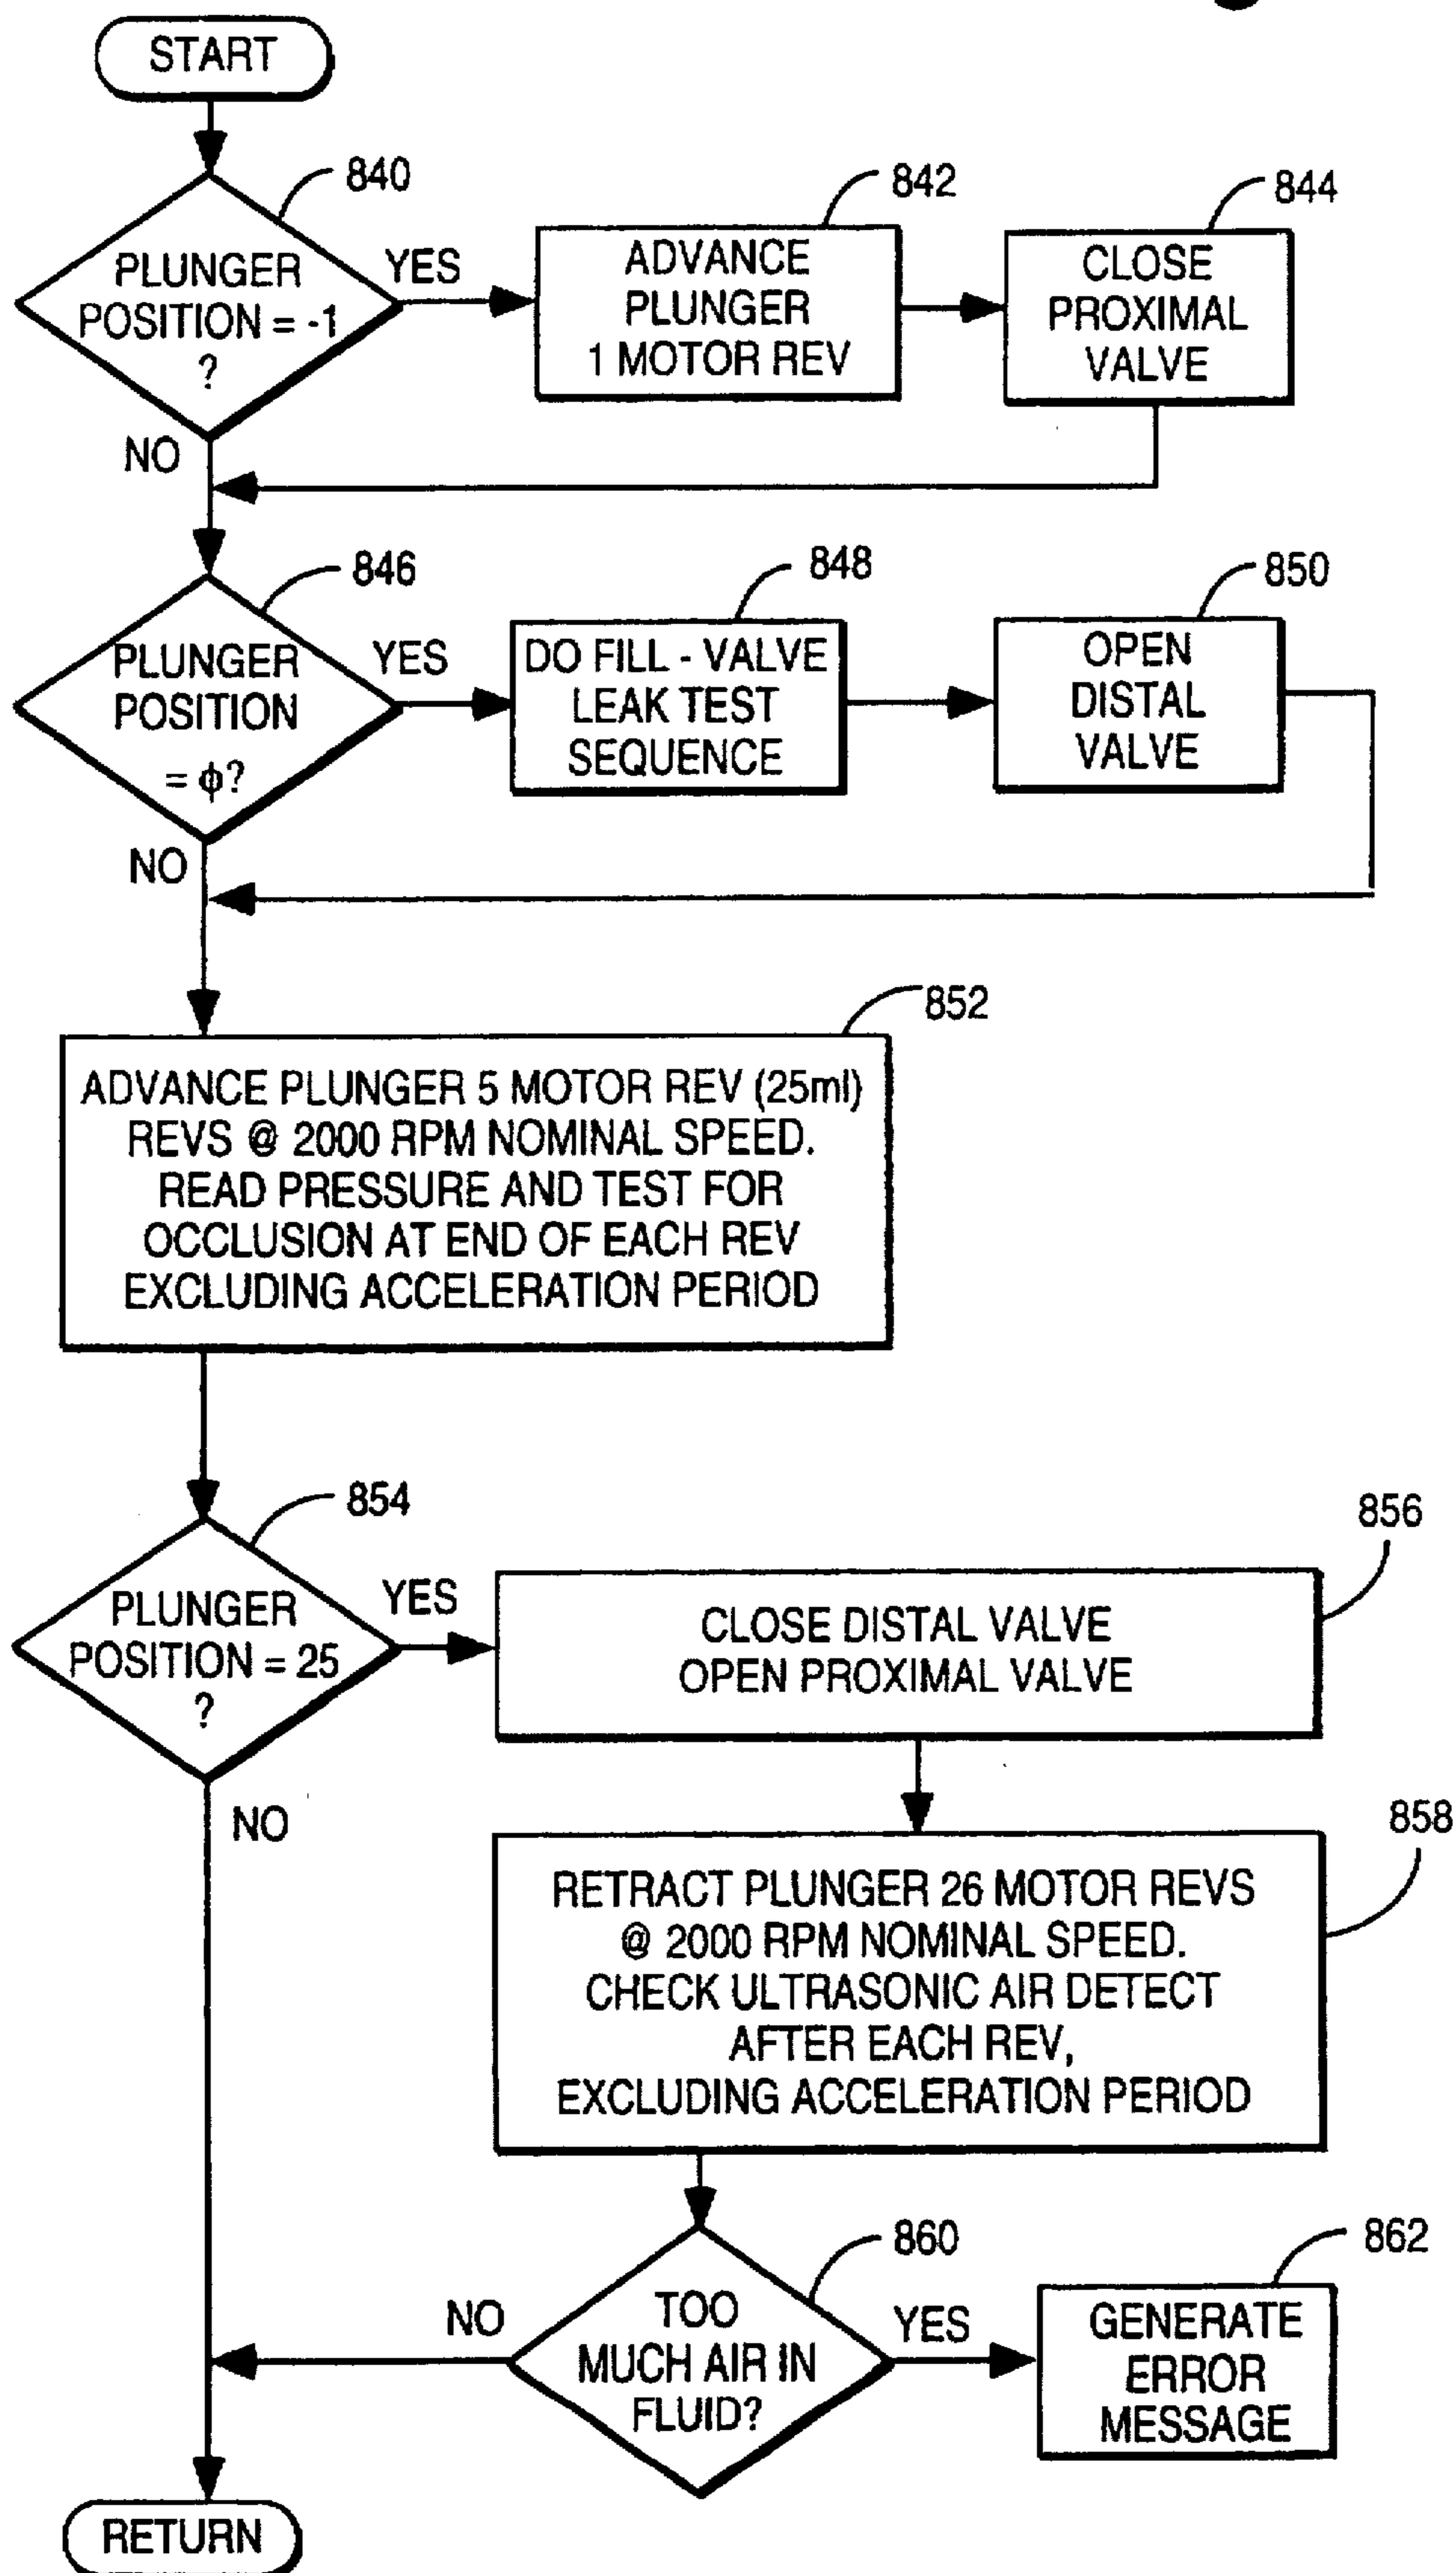 START
840
PLUNGER
POSITION = -1
?
YES
842
ADVANCE
PLUNGER
1 MOTOR REV
844
CLOSE
PROXIMAL
VALVE
NO
846
PLUNGER
POSITION
= ϕ?
YES
848
DO FILL - VALVE
LEAK TEST
SEQUENCE
850
OPEN
DISTAL
VALVE
NO
852
ADVANCE PLUNGER 5 MOTOR REV (25ml)
REVS @ 2000 RPM NOMINAL SPEED.
READ PRESSURE AND TEST FOR
OCCLUSION AT END OF EACH REV
EXCLUDING ACCELERATION PERIOD
854
PLUNGER
POSITION = 25
?
YES
856
CLOSE DISTAL VALVE
OPEN PROXIMAL VALVE
NO
858
RETRACT PLUNGER 26 MOTOR REVS
@ 2000 RPM NOMINAL SPEED.
CHECK ULTRASONIC AIR DETECT
AFTER EACH REV,
EXCLUDING ACCELERATION PERIOD
860
TOO
MUCH AIR IN
FLUID?
NO
YES
862
GENERATE
ERROR
MESSAGE
RETURN